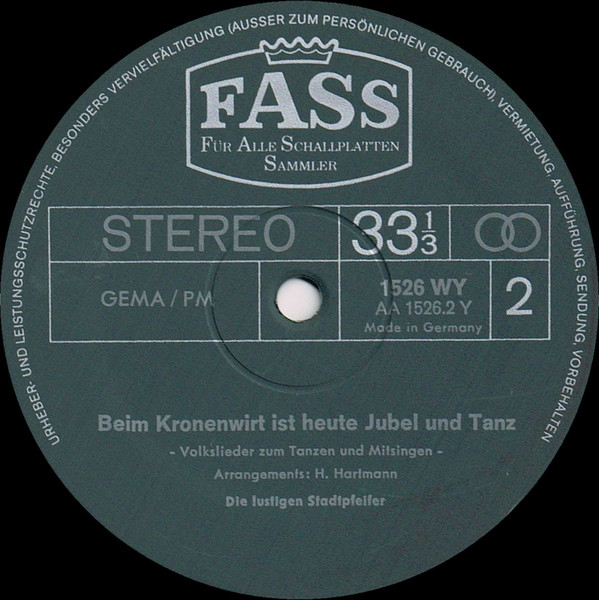 URHEBER- UND LEISTUNGSSCHUTZRECHTE, BESONDERS VERVIELFÄLTIGUNG (AUSSER ZUM PERSÖNLICHEN GEBRAUCH), VERMIETUNG, AUFFÜHRUNG, SENDUNG, VORBEHALTEN
FASS
FÜR ALLE SCHALLPLATTEN
SAMMLER
STEREO 33 1/3
GEMA / PM
1526 WY
AA 1526.2 Y
Made in Germany
2
Beim Kronenwirt ist heute Jubel und Tanz
- Volkslieder zum Tanzen und Mitsingen -
Arrangements: H. Hartmann
Die lustigen Stadtpfeifer